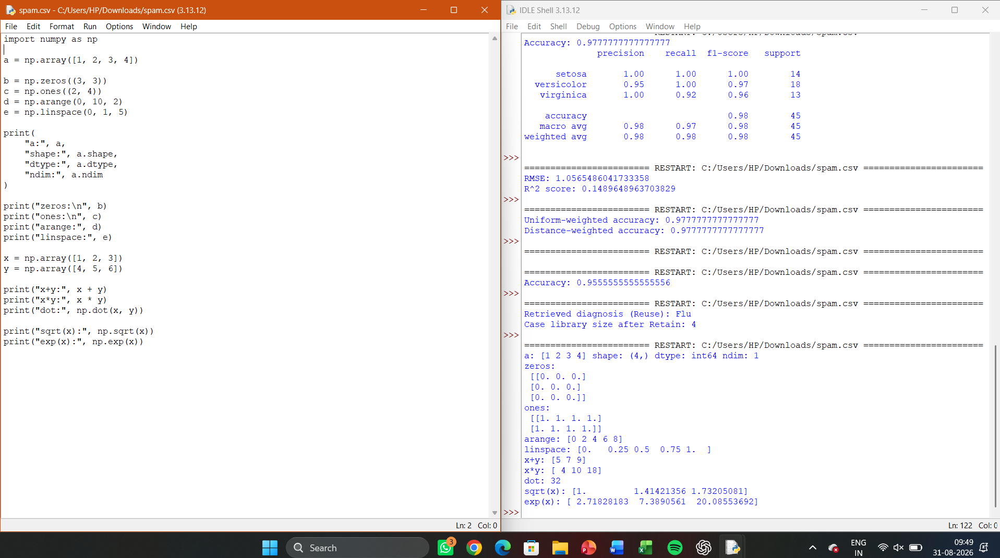 spam.csv - C:/Users/HP/Downloads/spam.csv (3.13.12)
File Edit Format Run Options Window Help
import numpy as np
a = np.array([1, 2, 3, 4])
b = np.zeros((3, 3))
c = np.ones((2, 4))
d = np.arange(0, 10, 2)
e = np.linspace(0, 1, 5)
print(
    "a:", a,
    "shape:", a.shape,
    "dtype:", a.dtype,
    "ndim:", a.ndim
)
print("zeros:\n", b)
print("ones:\n", c)
print("arange:", d)
print("linspace:", e)
x = np.array([1, 2, 3])
y = np.array([4, 5, 6])
print("x+y:", x + y)
print("x*y:", x * y)
print("dot:", np.dot(x, y))
print("sqrt(x):", np.sqrt(x))
print("exp(x):", np.exp(x))
Ln: 2 Col: 0
IDLE Shell 3.13.12
File Edit Shell Debug Options Window Help
Accuracy: 0.9777777777777777
precision recall f1-score support
setosa 1.00 1.00 1.00 14
versicolor 0.95 1.00 0.97 18
virginica 1.00 0.92 0.96 13
accuracy 0.98 45
macro avg 0.98 0.97 0.98 45
weighted avg 0.98 0.98 0.98 45
>>>
======================== RESTART: C:/Users/HP/Downloads/spam.csv =======================
RMSE: 1.0565486041733358
R^2 score: 0.1489648963703829
>>>
======================== RESTART: C:/Users/HP/Downloads/spam.csv =======================
Uniform-weighted accuracy: 0.9777777777777777
Distance-weighted accuracy: 0.9777777777777777
>>>
======================== RESTART: C:/Users/HP/Downloads/spam.csv =======================
======================== RESTART: C:/Users/HP/Downloads/spam.csv =======================
Accuracy: 0.9555555555555556
>>>
======================== RESTART: C:/Users/HP/Downloads/spam.csv =======================
Retrieved diagnosis (Reuse): Flu
Case library size after Retain: 4
>>>
======================== RESTART: C:/Users/HP/Downloads/spam.csv =======================
a: [1 2 3 4] shape: (4,) dtype: int64 ndim: 1
zeros:
[[0. 0. 0.]
[0. 0. 0.]
[0. 0. 0.]]
ones:
[[1. 1. 1. 1.]
[1. 1. 1. 1.]]
arange: [0 2 4 6 8]
linspace: [0.   0.25 0.5  0.75 1.  ]
x+y: [5 7 9]
x*y: [ 4 10 18]
dot: 32
sqrt(x): [1.         1.41421356 1.73205081]
exp(x): [ 2.71828183  7.3890561  20.08553692]
>>>
Ln: 122 Col: 0
Search
3
ENG
IN
09:49
31-08-2026